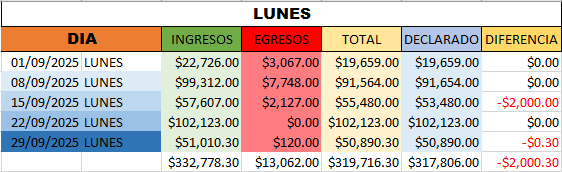 LUNES
DIA INGRESOS EGRESOS TOTAL DECLARADO DIFERENCIA
01/09/2025 LUNES $22,726.00 $3,067.00 $19,659.00 $19,659.00 $0.00
08/09/2025 LUNES $99,312.00 $7,748.00 $91,564.00 $91,654.00 $0.00
15/09/2025 LUNES $57,607.00 $2,127.00 $55,480.00 $53,480.00 -$2,000.00
22/09/2025 LUNES $102,123.00 $0.00 $102,123.00 $102,123.00 $0.00
29/09/2025 LUNES $51,010.30 $120.00 $50,890.30 $50,890.00 -$0.30
$332,778.30 $13,062.00 $319,716.30 $317,806.00 -$2,000.30